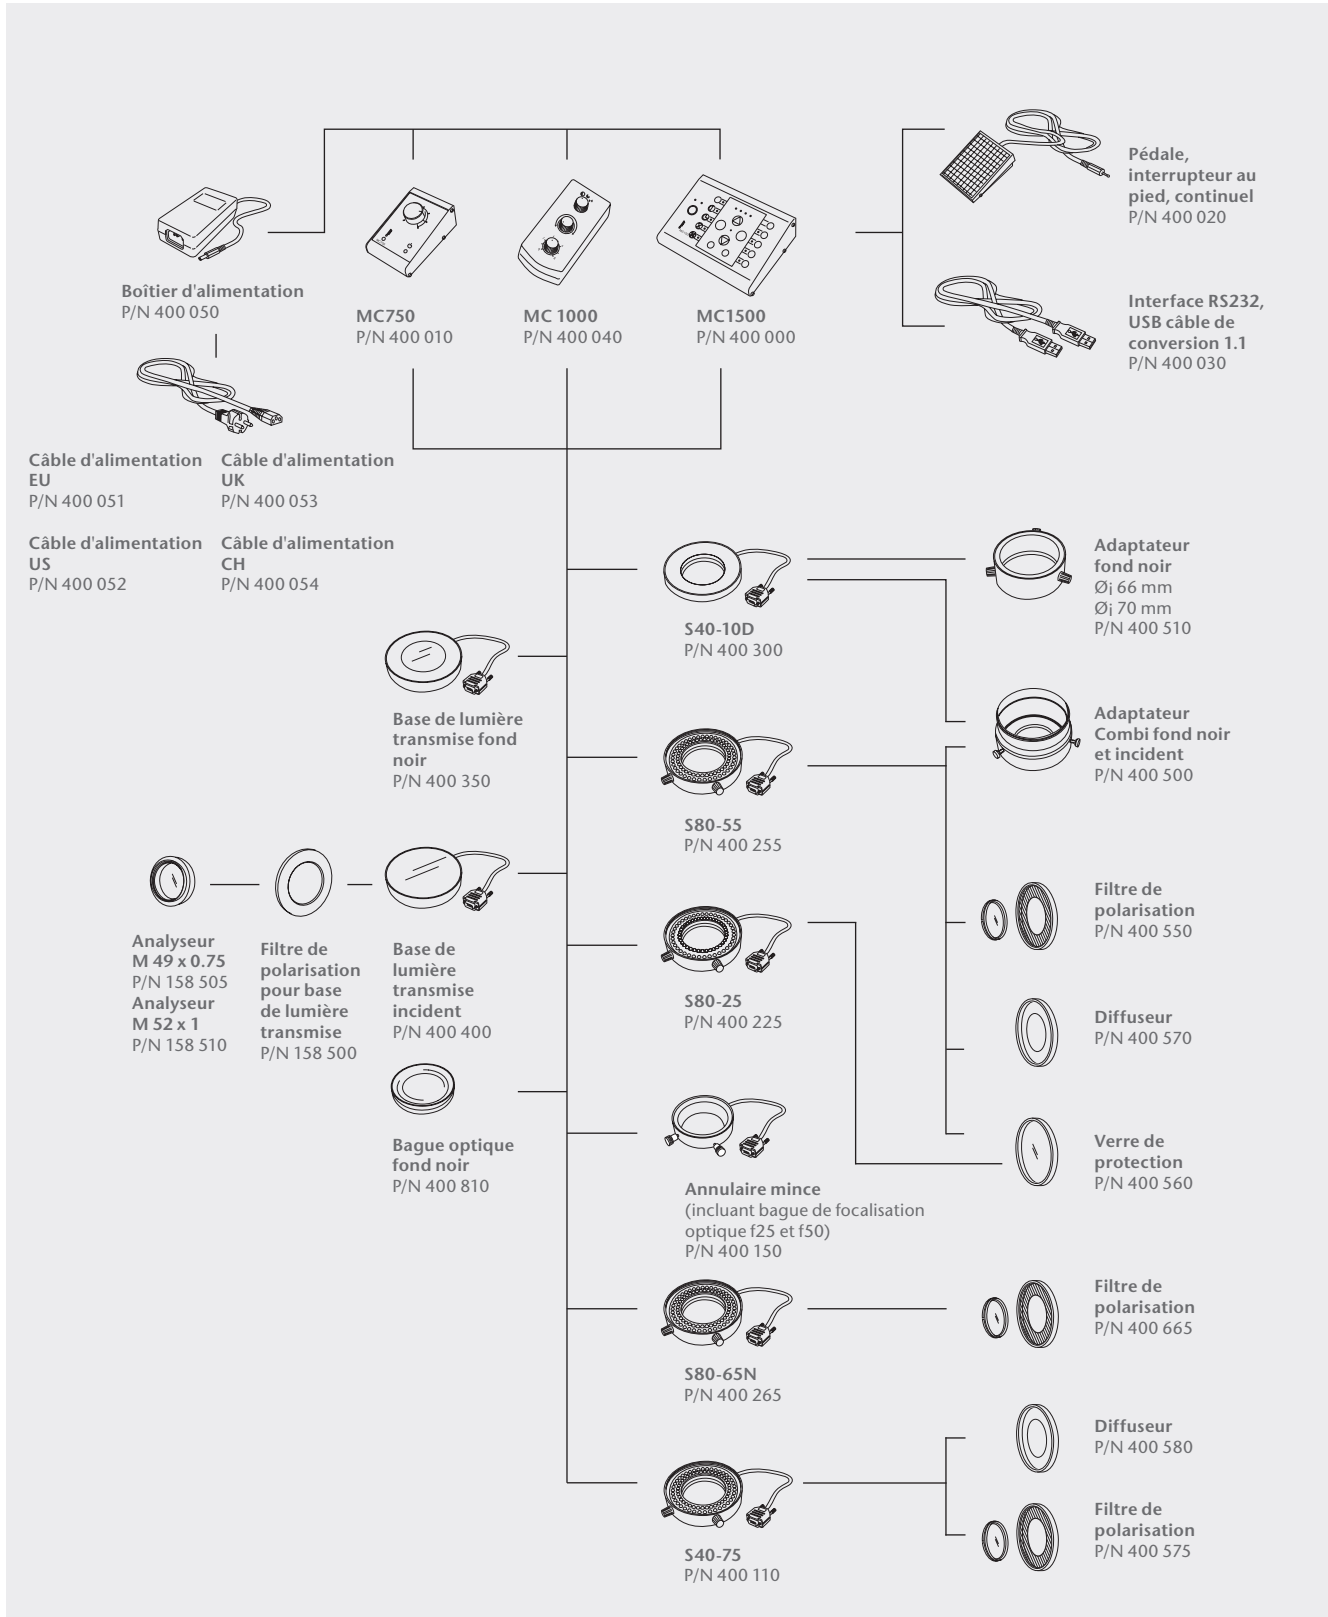 Pédale,
interrupteur au
pied, continuel
P/N 400 020
Boîtier d'alimentation
P/N 400 050
MC750
P/N 400 010
MC 1000
P/N 400 040
MC1500
P/N 400 000
Interface RS232,
USB câble de
conversion 1.1
P/N 400 030
Câble d'alimentation
EU
P/N 400 051
Câble d'alimentation
UK
P/N 400 053
Câble d'alimentation
US
P/N 400 052
Câble d'alimentation
CH
P/N 400 054
S40-10D
P/N 400 300
Adaptateur
fond noir
Ø¡ 66 mm
Ø¡ 70 mm
P/N 400 510
Base de lumière
transmise fond
noir
P/N 400 350
Adaptateur
Combi fond noir
et incident
P/N 400 500
S80-55
P/N 400 255
Filtre de
polarisation
P/N 400 550
Analyseur
M 49 x 0.75
P/N 158 505
Analyseur
M 52 x 1
P/N 158 510
Filtre de
polarisation
pour base
de lumière
transmise
P/N 158 500
Base de
lumière
transmise
incident
P/N 400 400
S80-25
P/N 400 225
Diffuseur
P/N 400 570
Bague optique
fond noir
P/N 400 810
Verre de
protection
P/N 400 560
Annulaire mince
(incluant bague de focalisation
optique f25 et f50)
P/N 400 150
Filtre de
polarisation
P/N 400 665
S80-65N
P/N 400 265
Diffuseur
P/N 400 580
S40-75
P/N 400 110
Filtre de
polarisation
P/N 400 575